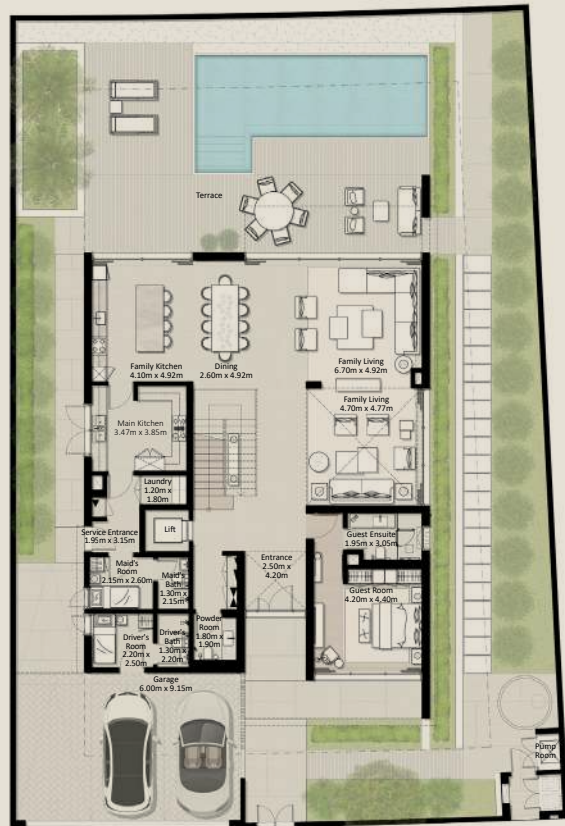 Terrace
Family Kitchen
4.10m x 4.92m
Dining
2.60m x 4.92m
Family Living
6.70m x 4.92m
Family Living
4.70m x 4.77m
Main Kitchen
3.47m x 3.85m
Laundry
1.20m x
1.80m
Lift
Service Entrance
1.95m x 3.15m
Guest Ensuite
1.95m x 3.05m
Entrance
2.50m x
4.20m
Maid's
Room
2.15m x 2.60m
Maid's
Bath
1.30m x
2.15m
Guest Room
4.20m x 4.40m
Powder
Room
1.80m x
1.90m
Driver's
Room
2.20m x
2.50m
Driver's
Bath
1.30m x
2.20m
Garage
6.00m x 9.15m
Pump
Room